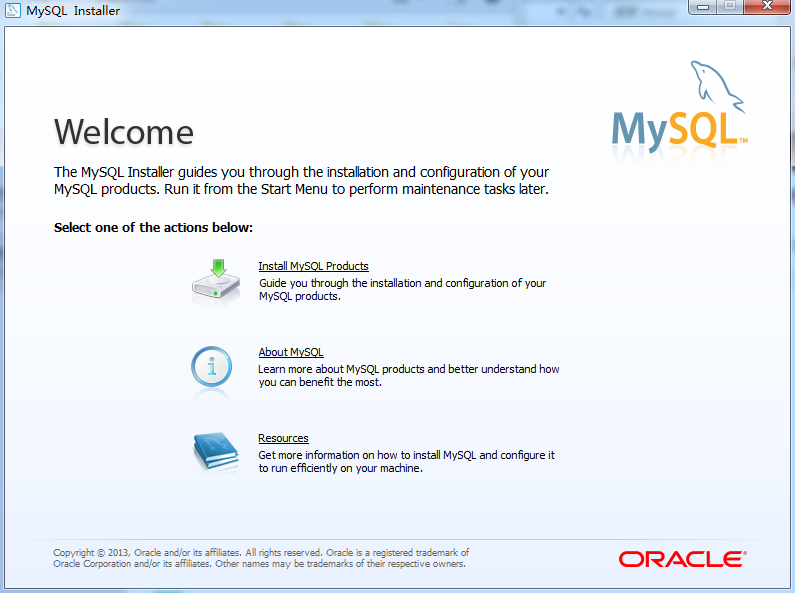 MySQL Installer
MySQL™
Welcome
The MySQL Installer guides you through the installation and configuration of your
MySQL products. Run it from the Start Menu to perform maintenance tasks later.
Select one of the actions below:
Install MySQL Products
Guide you through the installation and configuration of your
MySQL products.
About MySQL
Learn more about MySQL products and better understand how
you can benefit the most.
Resources
Get more information on how to install MySQL and configure it
to run efficiently on your machine.
Copyright © 2013, Oracle and/or its affiliates. All rights reserved. Oracle is a registered trademark of
Oracle Corporation and/or its affiliates. Other names may be trademarks of their respective owners.
ORACLE®